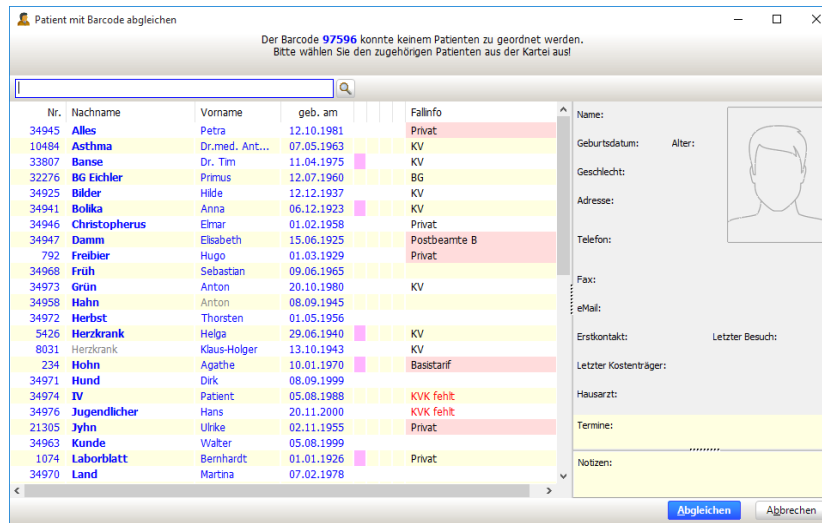 Patient mit Barcode abgleichen
Der Barcode 97596 konnte keinem Patienten zu geordnet werden.
Bitte wählen Sie den zugehörigen Patienten aus der Kartei aus!
Nr. Nachname Vorname geb. am Fallinfo
34945 Alles Petra 12.10.1981 Privat
10484 Asthma Dr.med. Ant... 07.05.1963 KV
33807 Banse Dr. Tim 11.04.1975 KV
32276 BG Eichler Primus 12.07.1960 BG
34925 Bilder Hilde 12.12.1937 KV
34941 Bolika Anna 06.12.1923 KV
34946 Christopherus Elmar 01.02.1958 Privat
34947 Damm Elisabeth 15.06.1925 Postbeamte B
792 Freibier Hugo 01.03.1929 Privat
34968 Früh Sebastian 09.06.1965
34973 Grün Anton 20.10.1980 KV
34958 Hahn Anton 08.09.1945
34972 Herbst Thorsten 01.05.1956
5426 Herzkrank Helga 29.06.1940 KV
8031 Herzkrank Klaus-Holger 13.10.1943 KV
234 Hohn Agathe 10.01.1970 Basistarif
34971 Hund Dirk 08.09.1999
34974 IV Patient 05.08.1988 KVK fehlt
34976 Jugendlicher Hans 20.11.2000 KVK fehlt
21305 Jyhn Ulrike 02.11.1955 Privat
34963 Kunde Walter 05.08.1999
1074 Laborblatt Bernhardt 01.01.1926 Privat
34970 Land Martina 07.02.1978
Name:
Geburtsdatum: Alter:
Geschlecht:
Adresse:
Telefon:
Fax:
eMail:
Erstkontakt: Letzter Besuch:
Letzter Kostenträger:
Hausarzt:
Termine:
Notizen:
Abgleichen Abbrechen